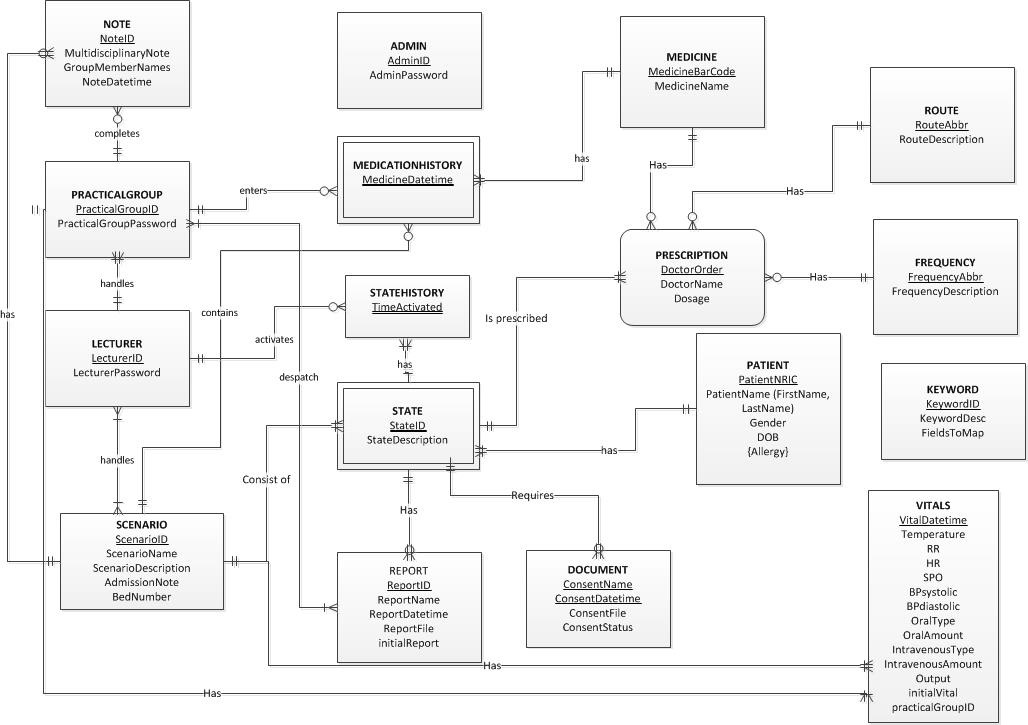 NOTE
NoteID
MultidisciplinaryNote
GroupMemberNames
NoteDatetime
ADMIN
AdminID
AdminPassword
MEDICINE
MedicineBarCode
MedicineName
ROUTE
RouteAbbr
RouteDescription
completes
has
Has
Has
MEDICATIONHISTORY
MedicineDatetime
PRACTICALGROUP
PracticalGroupID
PracticalGroupPassword
enters
PRESCRIPTION
DoctorOrder
DoctorName
Dosage
Has
FREQUENCY
FrequencyAbbr
FrequencyDescription
handles
STATEHISTORY
TimeActivated
has
contains
Is prescribed
activates
LECTURER
LecturerID
LecturerPassword
has
despatch
PATIENT
PatientNRIC
PatientName (FirstName,
LastName)
Gender
DOB
{Allergy}
KEYWORD
KeywordID
KeywordDesc
FieldsToMap
STATE
StateID
StateDescription
has
handles
Consist of
Has
Requires
SCENARIO
ScenarioID
ScenarioName
ScenarioDescription
AdmissionNote
BedNumber
REPORT
ReportID
ReportName
ReportDatetime
ReportFile
initialReport
DOCUMENT
ConsentName
ConsentDatetime
ConsentFile
ConsentStatus
VITALS
VitalDatetime
Temperature
RR
HR
SPO
BPsystolic
BPdiastolic
OralType
OralAmount
IntravenousType
IntravenousAmount
Output
initialVital
practicalGroupID
Has
Has